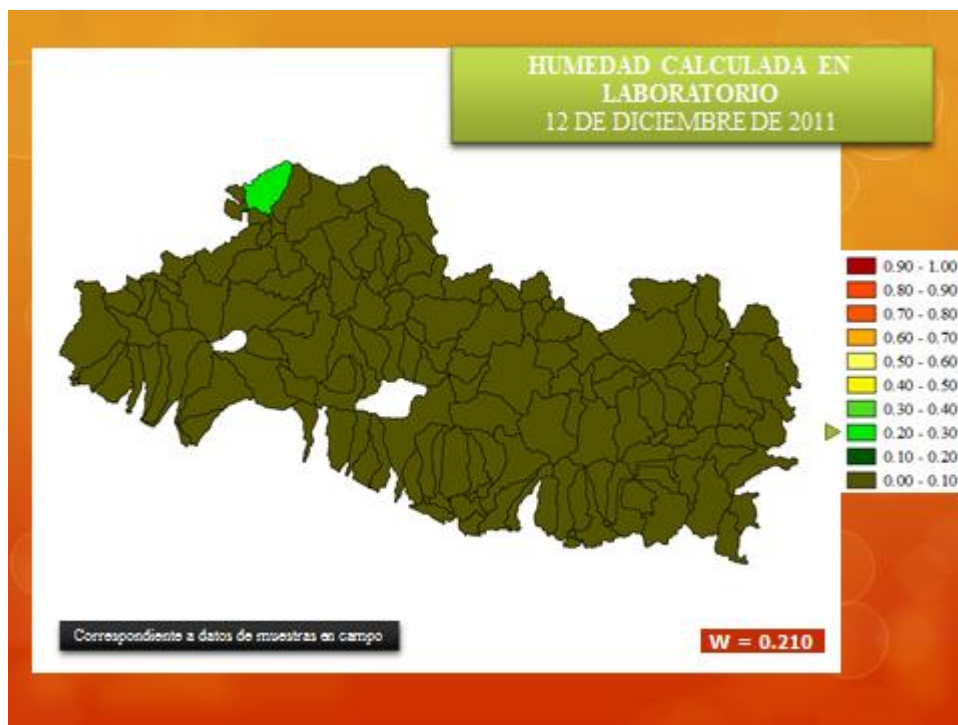 HUMEDAD CALCULADA EN
LABORATORIO
12 DE DICIEMBRE DE 2011
0.90 - 1.00
0.80 - 0.90
0.70 - 0.80
0.60 - 0.70
0.50 - 0.60
0.40 - 0.50
0.30 - 0.40
0.20 - 0.30
0.10 - 0.20
0.00 - 0.10
Correspondiente a datos de muestras en campo
W = 0.210